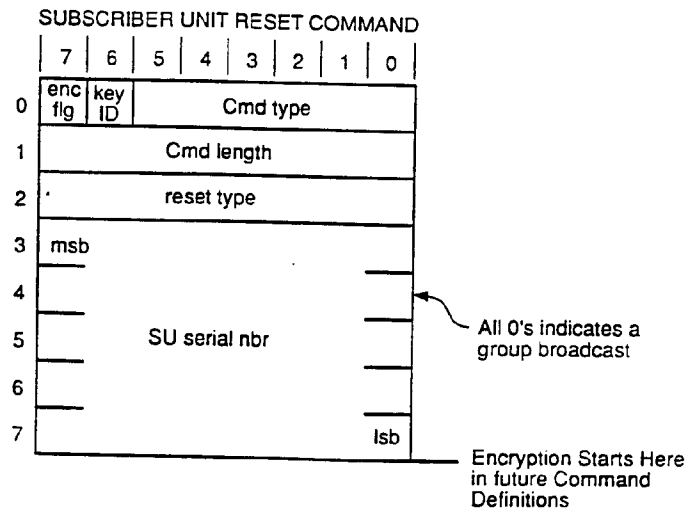 SUBSCRIBER UNIT RESET COMMAND
7 6 5 4 3 2 1 0
0 enc flg key ID Cmd type
1 Cmd length
2 reset type
3 msb
4
5 SU serial nbr
6
7 lsb
All 0's indicates a
group broadcast
Encryption Starts Here
in future Command
Definitions